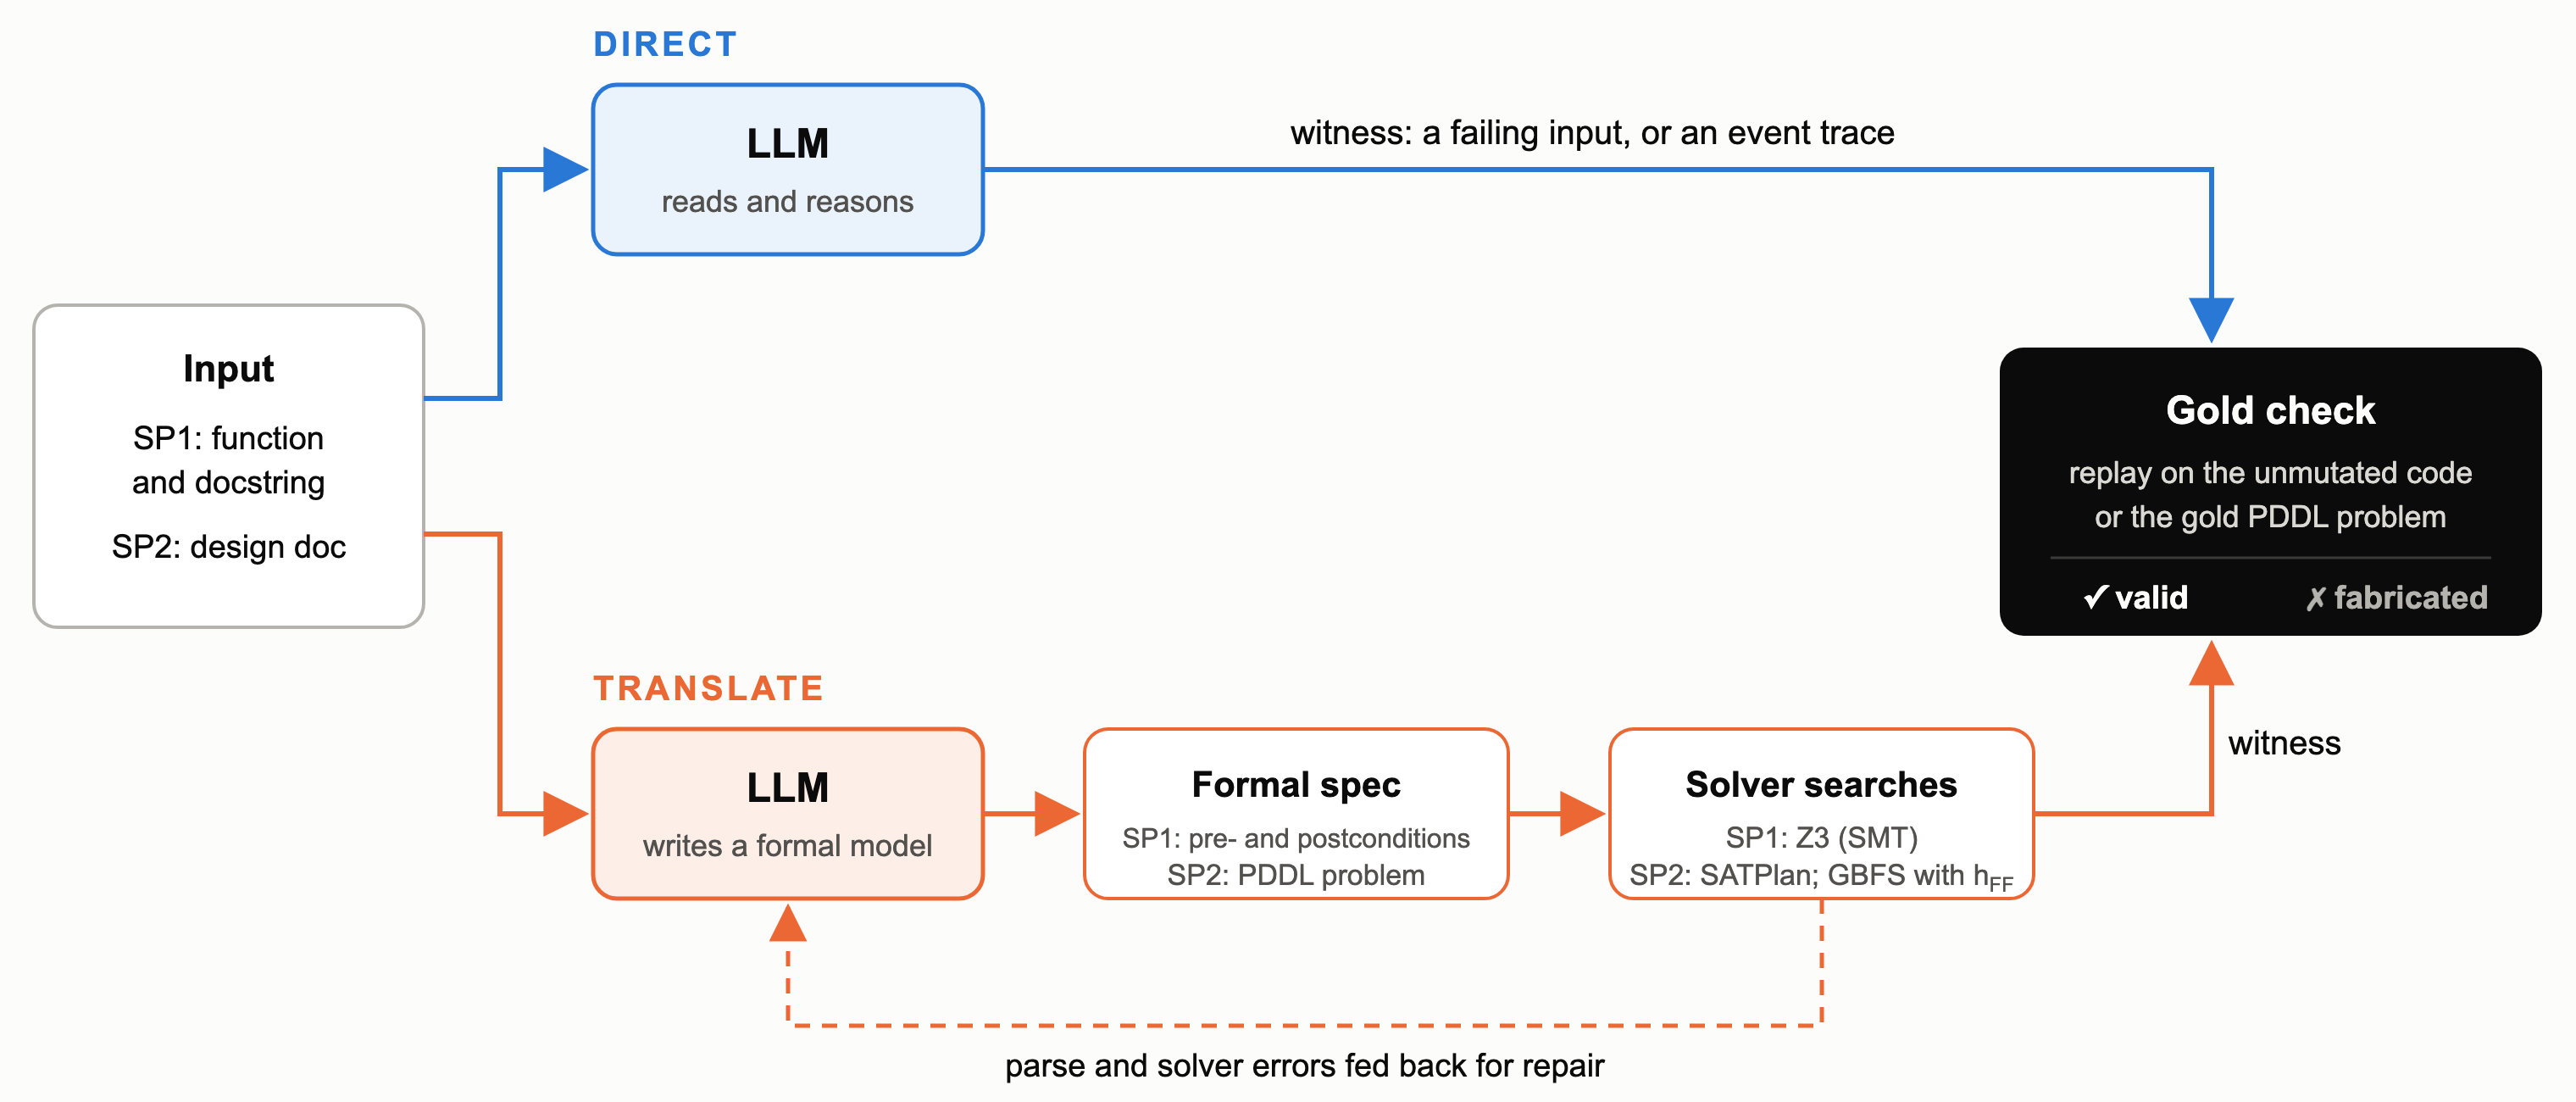 DIRECT
LLM
reads and reasons
witness: a failing input, or an event trace
Input
SP1: function
and docstring
SP2: design doc
Gold check
replay on the unmutated code
or the gold PDDL problem
✓ valid
✗ fabricated
TRANSLATE
LLM
writes a formal model
Formal spec
SP1: pre- and postconditions
SP2: PDDL problem
Solver searches
SP1: Z3 (SMT)
SP2: SATPlan; GBFS with hFF
witness
parse and solver errors fed back for repair